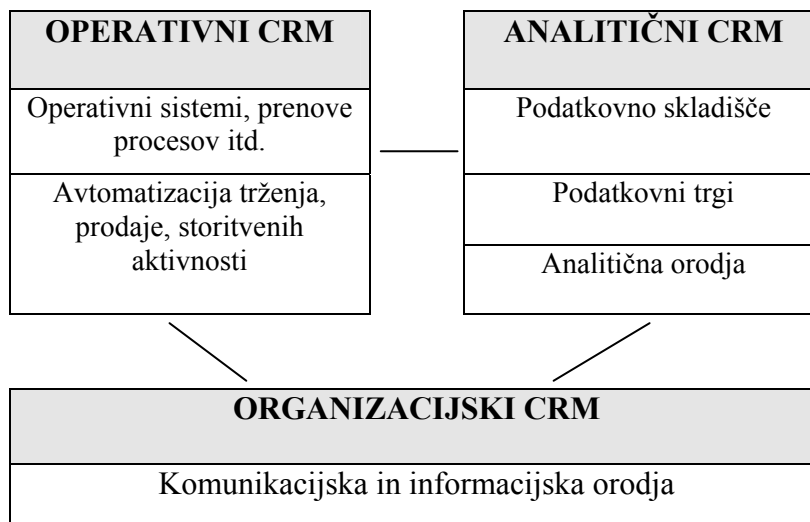 OPERATIVNI CRM
Operativni sistemi, prenove
procesov itd.
Avtomatizacija trženja,
prodaje, storitvenih
aktivnosti
ANALITIČNI CRM
Podatkovno skladišče
Podatkovni trgi
Analitična orodja
ORGANIZACIJSKI CRM
Komunikacijska in informacijska orodja